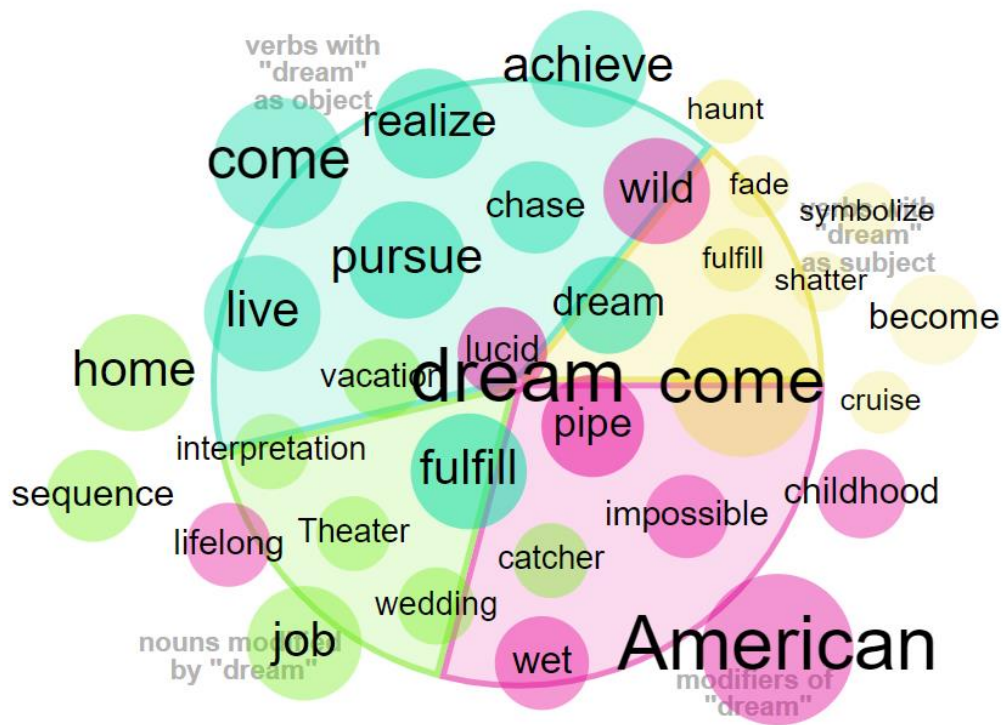 verbs with
"dream"
as object
achieve
realize
haunt
come
wild
fade
chase
symbolize
verbs with
"dream"
as subject
pursue
fulfill
shatter
live
dream
become
home
lucid
vacation
dream
come
cruise
pipe
interpretation
fulfill
sequence
childhood
impossible
lifelong
Theater
catcher
wedding
job
nouns modified
by "dream"
wet
American
modifiers of
"dream"